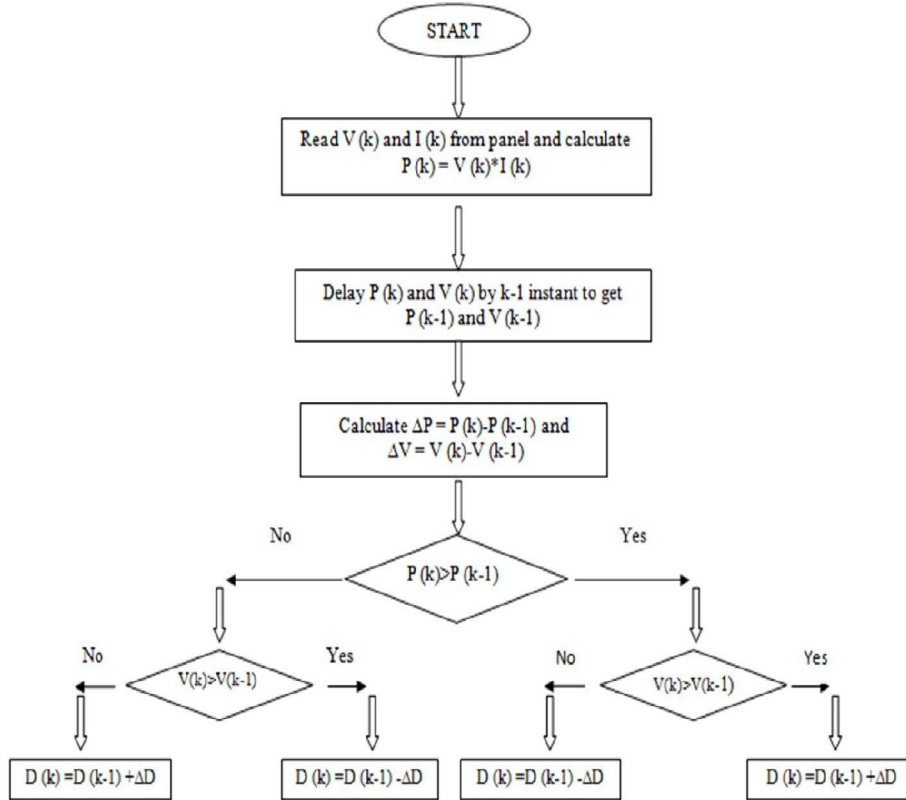 START
Read V (k) and I (k) from panel and calculate
P (k) = V (k)*I (k)
Delay P (k) and V (k) by k-1 instant to get
P (k-1) and V (k-1)
Calculate ΔP = P (k)-P (k-1) and
ΔV = V (k)-V (k-1)
No
Yes
P (k)>P (k-1)
No
Yes
V(k)>V(k-1)
No
Yes
V(k)>V(k-1)
D (k) =D (k-1) +ΔD
D (k) =D (k-1) -ΔD
D (k) =D (k-1) -ΔD
D (k) =D (k-1) +ΔD